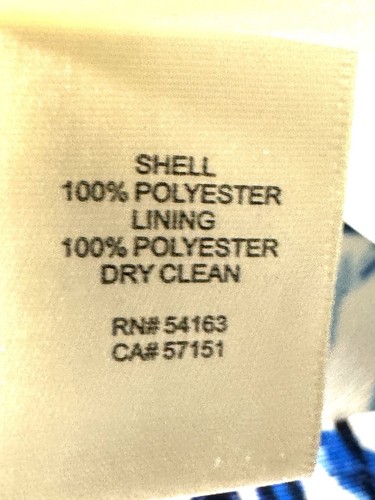 SHELL
100% POLYESTER
LINING
100% POLYESTER
DRY CLEAN
RN# 54163
CA# 57151